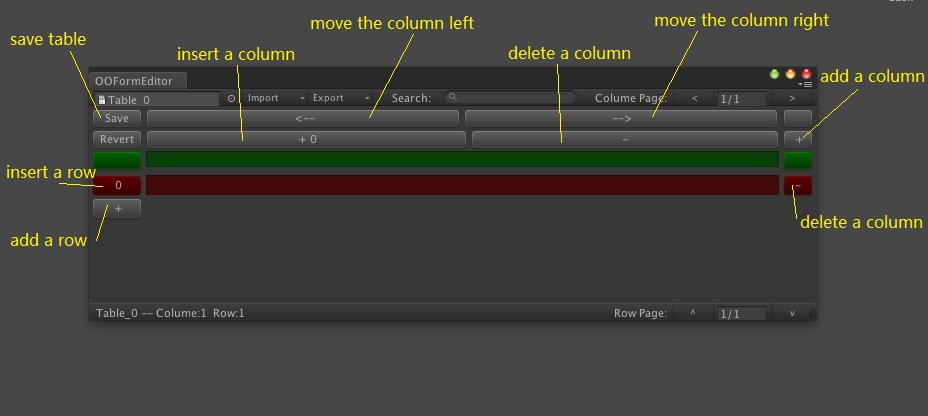 move the column left
move the column right
save table
insert a column
delete a column
add a column
OOFormEditor
Table_0
Import
Export
Search:
Colume Page:
<
1/1
>
Save
<--
-->
Revert
+ 0
-
+
insert a row
0
-
+
add a row
delete a column
Table_0 -- Colume:1 Row:1
Row Page:
^
1/1
v